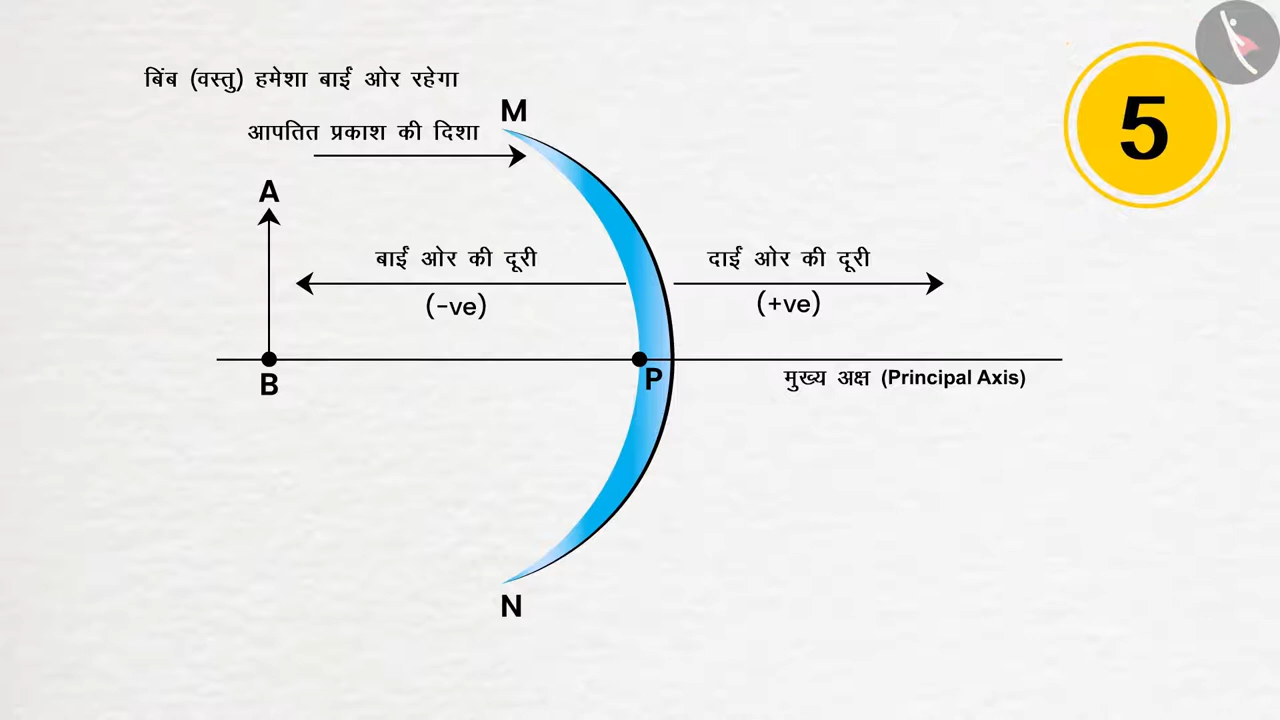 बिंब (वस्तु) हमेशा बाईं ओर रहेगा
5
M
आपतित प्रकाश की दिशा
A
बाईं ओर की दूरी
दाईं ओर की दूरी
(-ve)
(+ve)
B
P
मुख्य अक्ष (Principal Axis)
N